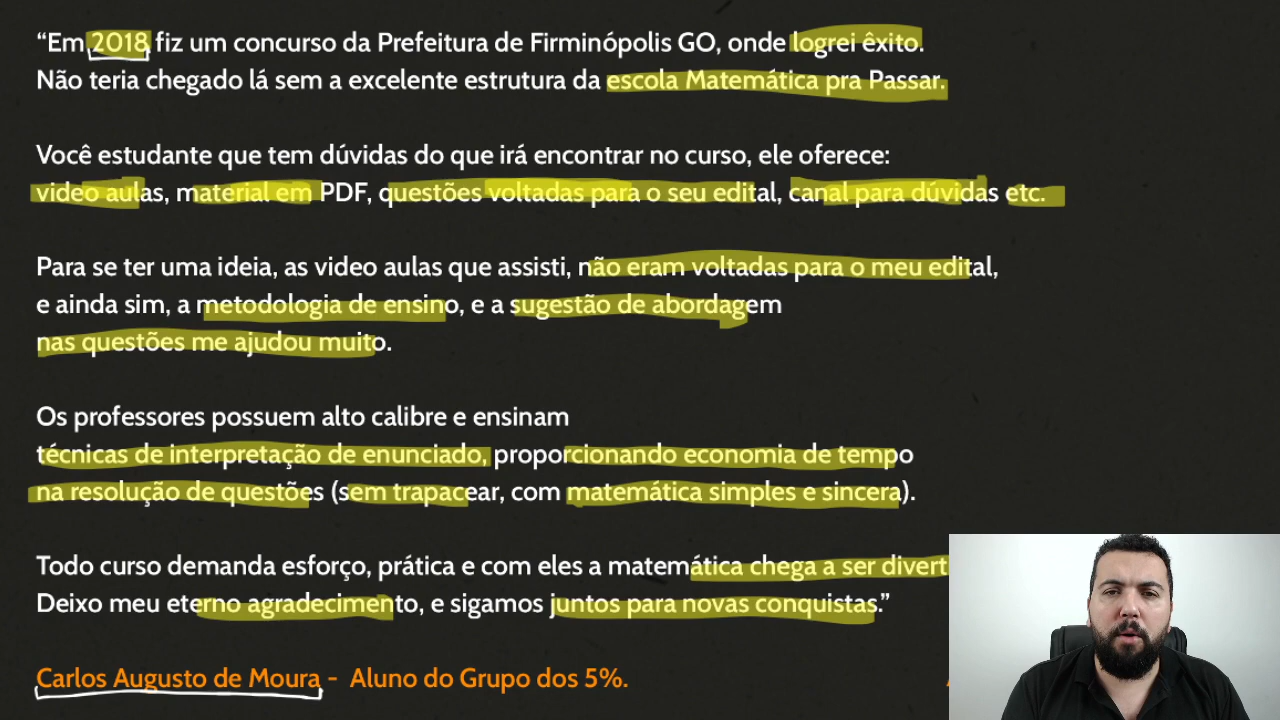 “Em 2018 fiz um concurso da Prefeitura de Firminópolis GO, onde logrei êxito.
Não teria chegado lá sem a excelente estrutura da escola Matemática pra Passar.
Você estudante que tem dúvidas do que irá encontrar no curso, ele oferece:
video aulas, material em PDF, questões voltadas para o seu edital, canal para dúvidas etc.
Para se ter uma ideia, as video aulas que assisti, não eram voltadas para o meu edital,
e ainda sim, a metodologia de ensino, e a sugestão de abordagem
nas questões me ajudou muito.
Os professores possuem alto calibre e ensinam
técnicas de interpretação de enunciado, proporcionando economia de tempo
na resolução de questões (sem trapacear, com matemática simples e sincera).
Todo curso demanda esforço, prática e com eles a matemática chega a ser divert
Deixo meu eterno agradecimento, e sigamos juntos para novas conquistas.”
Carlos Augusto de Moura - Aluno do Grupo dos 5%.